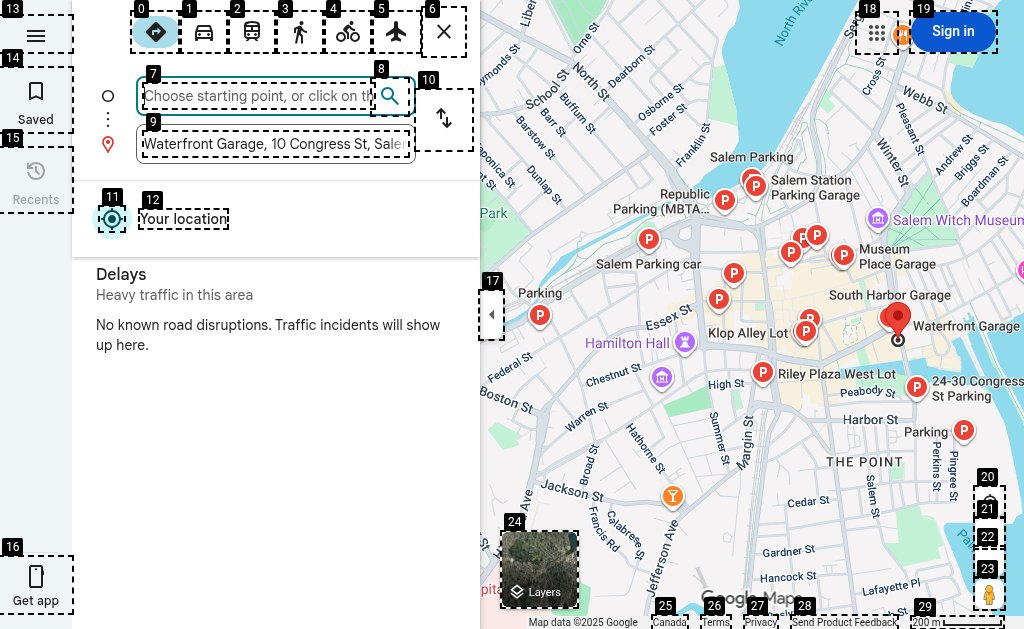 13
0
1
2
3
4
5
6
18
19
Sign in
14
Saved
15
Recents
7
Choose starting point, or click on th
8
9
Waterfront Garage, 10 Congress St, Salem
10
11
12
Your location
Delays
Heavy traffic in this area
No known road disruptions. Traffic incidents will show
up here.
16
Get app
17
North River
Orne St
Dearborn St
School St
North St
Buffum St
Barstow St
Dunlap St
Osborne St
Foster St
Franklin St
Cross St
Webb St
Pleasant St
Andrew St
Briggs St
Boardman St
Winter St
Park
Salem Parking
Salem Station
Parking Garage
Republic
Parking (MBTA...
Salem Witch Museum
Salem Parking car
Museum
Place Garage
Parking
South Harbor Garage
Waterfront Garage
Essex St
Klop Alley Lot
Hamilton Hall
Federal St
Chestnut St
Riley Plaza West Lot
High St
Peabody St
24-30 Congress
St Parking
Boston St
Warren St
Summer St
Margin St
Harbor St
Parking
Hathorne St
Broad St
THE POINT
Perkins St
Pingree St
Salem St
Jackson St
Cedar St
Calabrese St
Francis Rd
Jefferson Ave
Gardner St
Hancock St
Lafayette Pl
20
21
22
23
24
Layers
Google Maps
25
26
27
28
29
Map data ©2025 Google
Canada
Terms
Privacy
Send Product Feedback
200 m